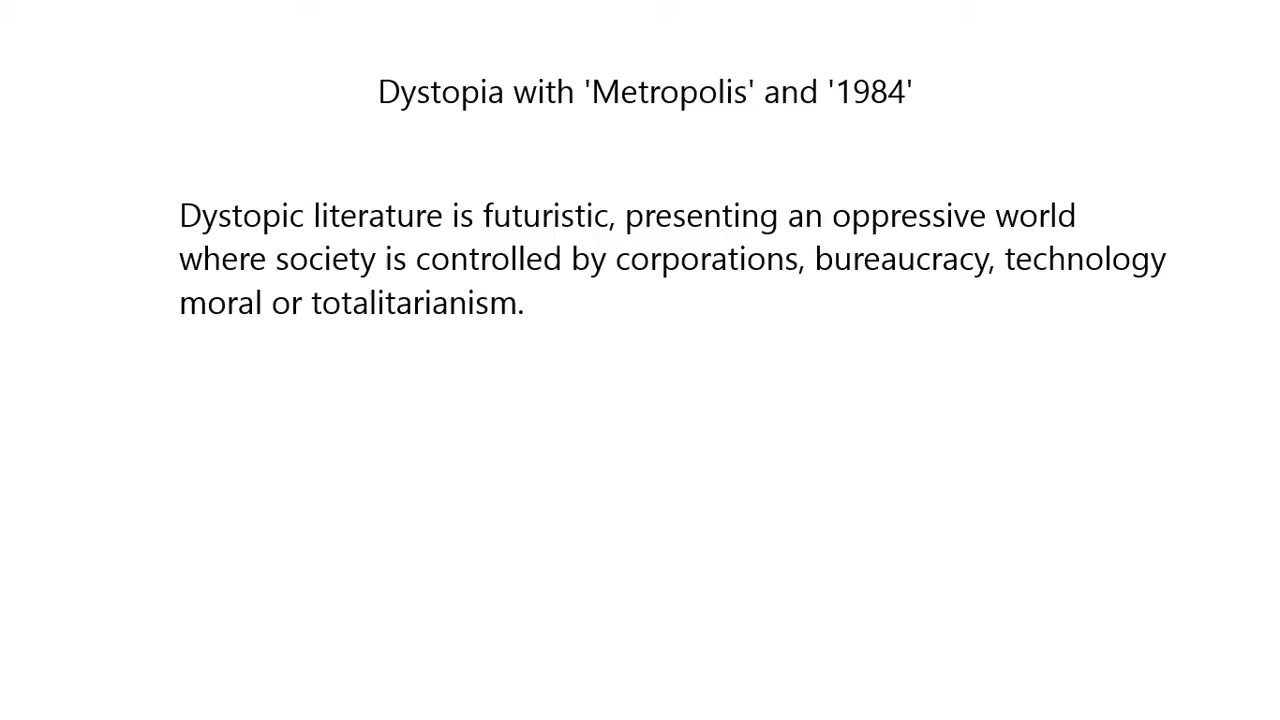 Dystopia with 'Metropolis' and '1984'
Dystopic literature is futuristic, presenting an oppressive world
where society is controlled by corporations, bureaucracy, technology
moral or totalitarianism.